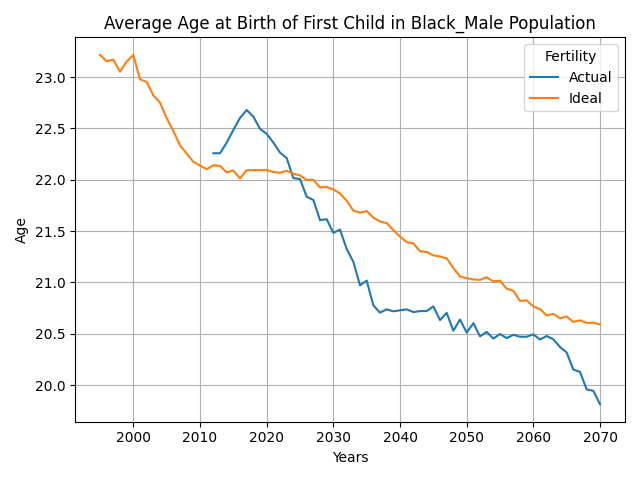 Average Age at Birth of First Child in Black_Male Population
Fertility
Actual
Ideal
Age
23.0
22.5
22.0
21.5
21.0
20.5
20.0
2000 2010 2020 2030 2040 2050 2060 2070
Years